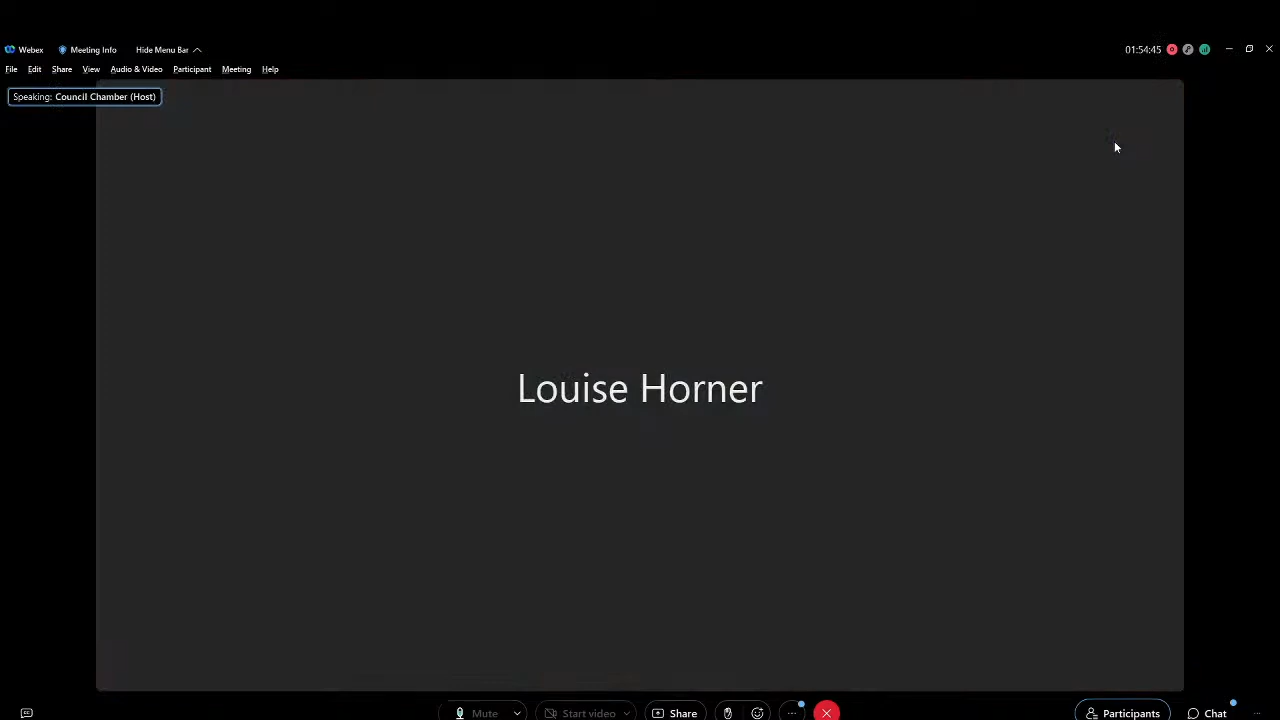 Webex
Meeting Info
Hide Menu Bar
01:54:45
File Edit Share View Audio & Video Participant Meeting Help
Speaking: Council Chamber (Host)
Louise Horner
Mute
Start video
Share
Participants
Chat